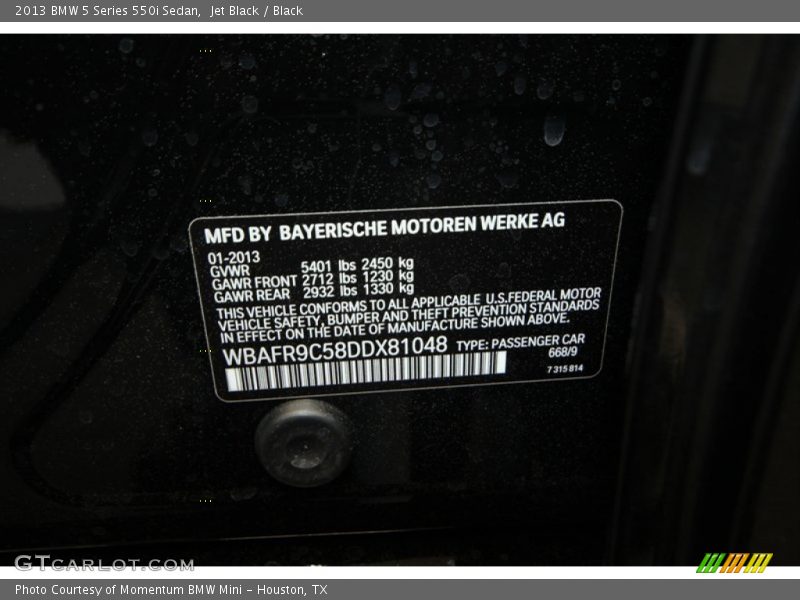 2013 BMW 5 Series 550i Sedan, Jet Black / Black
MFD BY BAYERISCHE MOTOREN WERKE AG
01-2013
GVWR 5401 lbs 2450 kg
GAWR FRONT 2712 lbs 1230 kg
GAWR REAR 2932 lbs 1330 kg
THIS VEHICLE CONFORMS TO ALL APPLICABLE U.S.FEDERAL MOTOR
VEHICLE SAFETY, BUMPER AND THEFT PREVENTION STANDARDS
IN EFFECT ON THE DATE OF MANUFACTURE SHOWN ABOVE.
WBAFR9C58DDX81048 TYPE: PASSENGER CAR
668/9
7 315 814
GTCARLOT.COM
Photo Courtesy of Momentum BMW Mini - Houston, TX